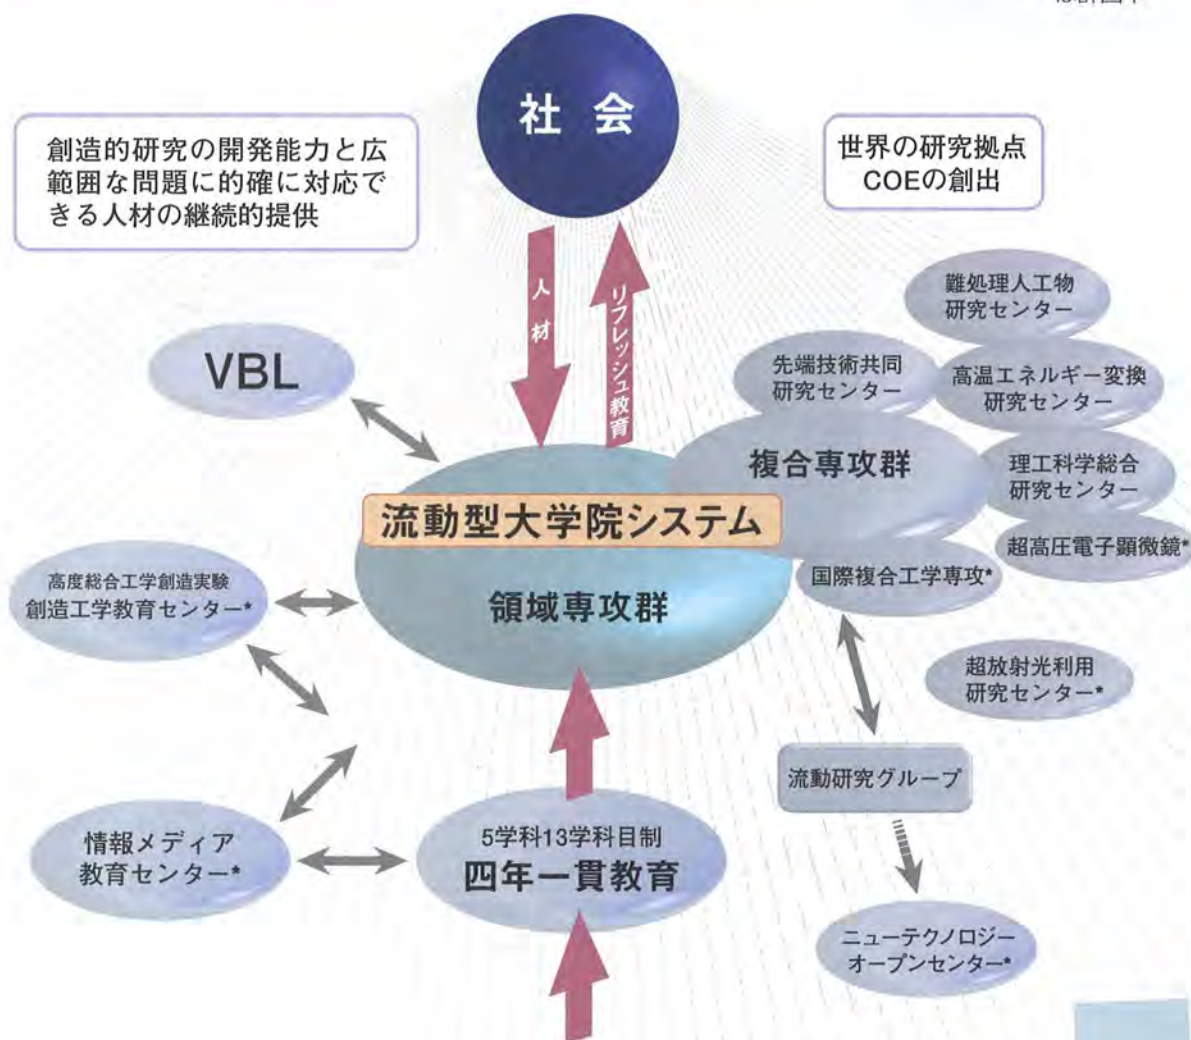 社会
創造的研究の開発能力と広
範囲な問題に的確に対応で
きる人材の継続的提供
世界の研究拠点
COEの創出
人材
リフレッシュ教育
難処理人工物
研究センター
VBL
先端技術共同
研究センター
高温エネルギー変換
研究センター
複合専攻群
理工科学総合
研究センター
流動型大学院システム
超高圧電子顕微鏡*
高度総合工学創造実験
創造工学教育センター*
国際複合工学専攻*
領域専攻群
超放射光利用
研究センター*
流動研究グループ
情報メディア
教育センター*
5学科13学科目制
四年一貫教育
ニューテクノロジー
オープンセンター*